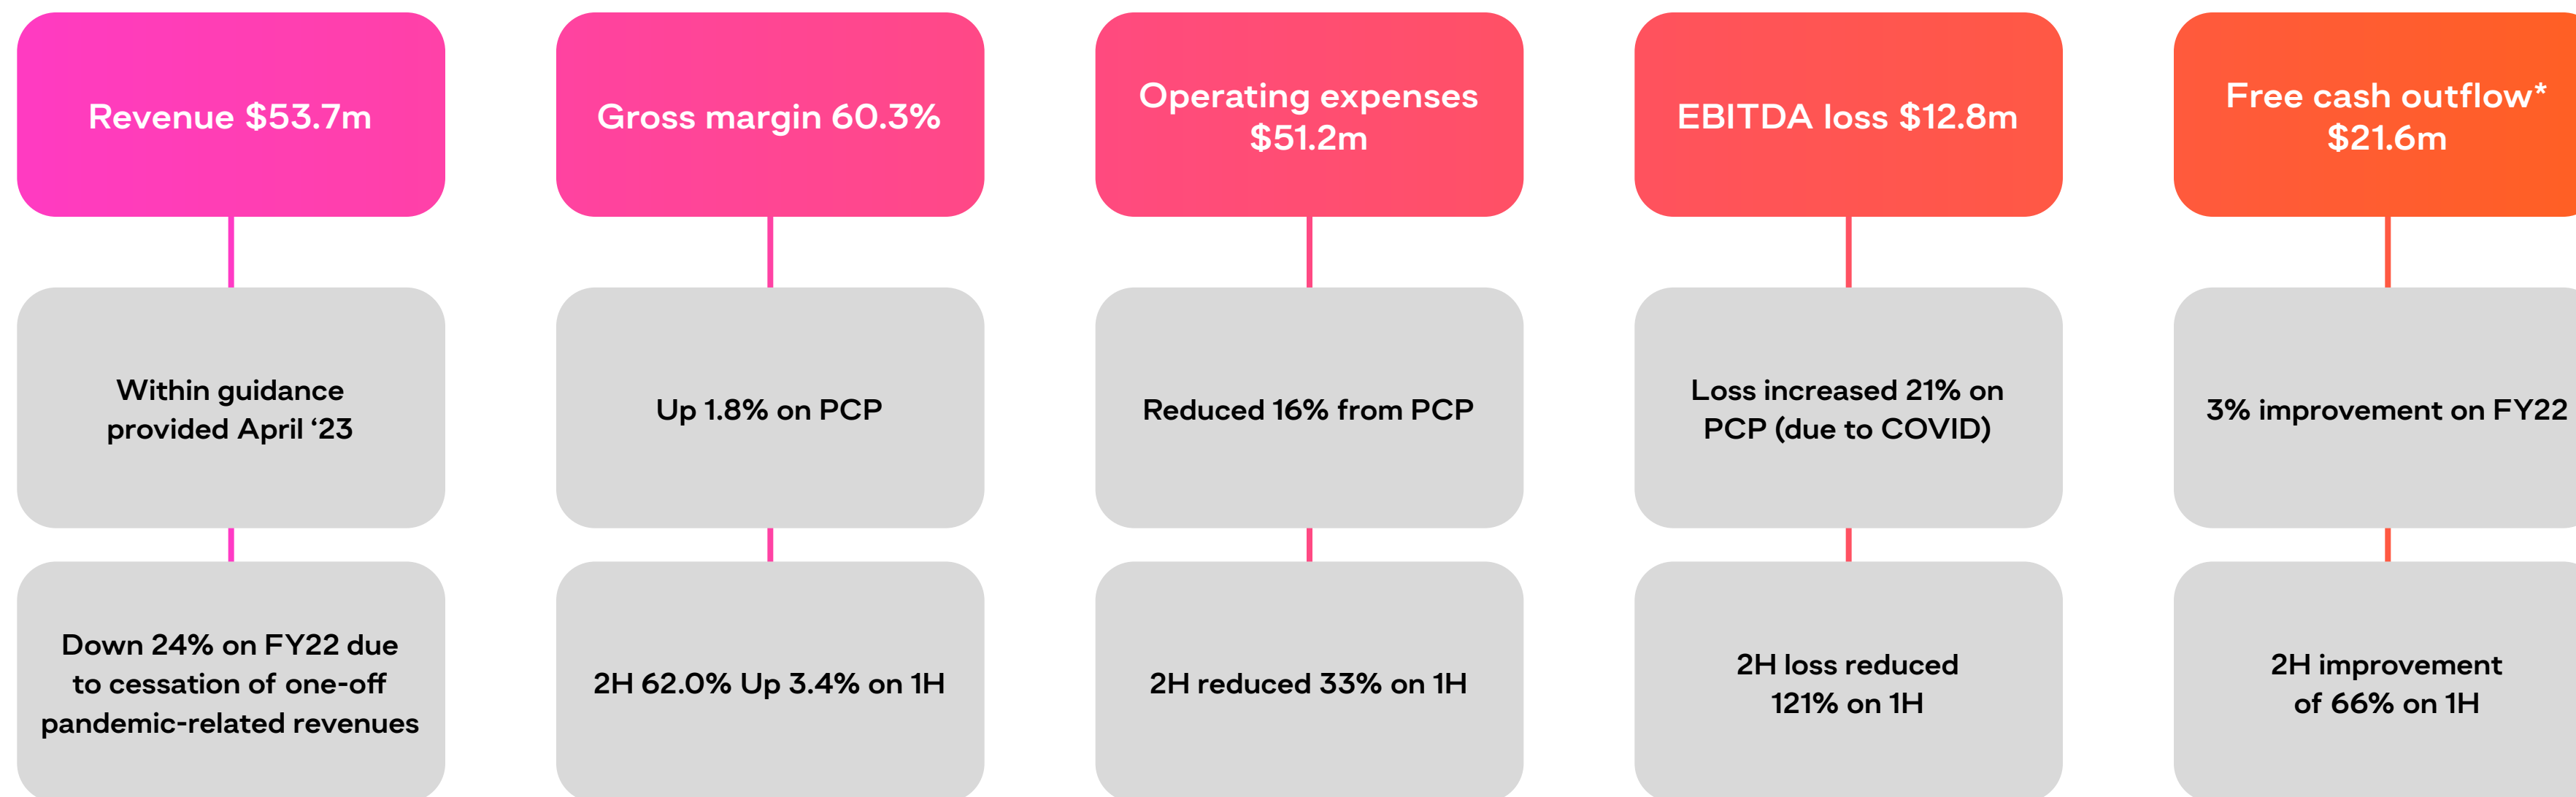 Revenue $53.7m
Within guidance
provided April ‘23
Down 24% on FY22 due
to cessation of one-off
pandemic-related revenues
Gross margin 60.3%
Up 1.8% on PCP
2H 62.0% Up 3.4% on 1H
Operating expenses
$51.2m
Reduced 16% from PCP
2H reduced 33% on 1H
EBITDA loss $12.8m
Loss increased 21% on
PCP (due to COVID)
2H loss reduced
121% on 1H
Free cash outflow*
$21.6m
3% improvement on FY22
2H improvement
of 66% on 1H